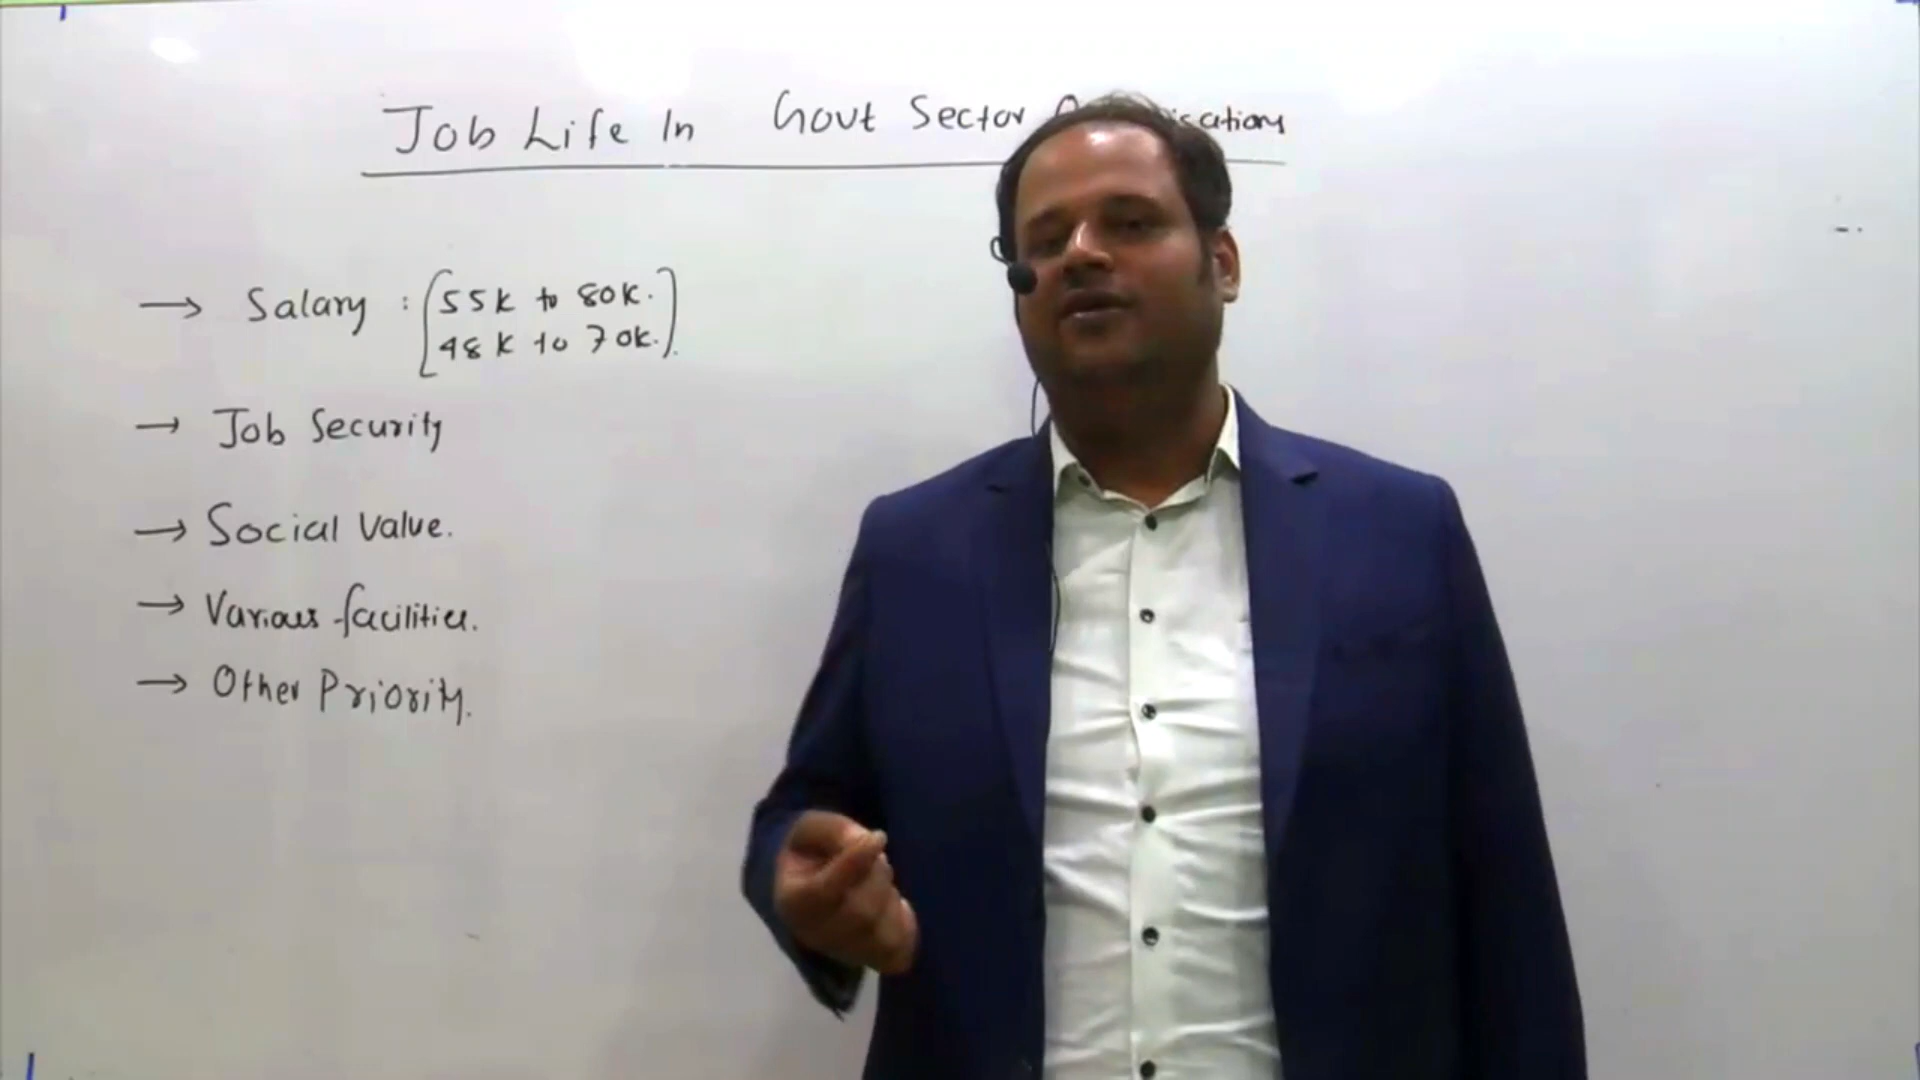 Job Life In Govt Sector
→ Salary : [55K to 80K.
48K to 70K.]
→ Job Security
→ Social Value.
→ Various facilities.
→ Other Priority.